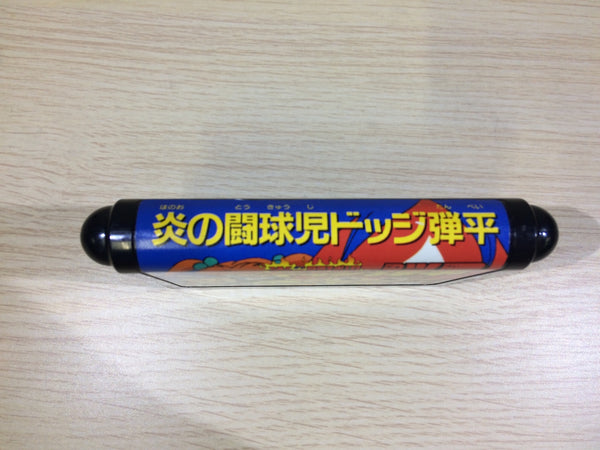 ほのお とう きゅう じ だん ぺい
炎の闘球児ドッジ弾平